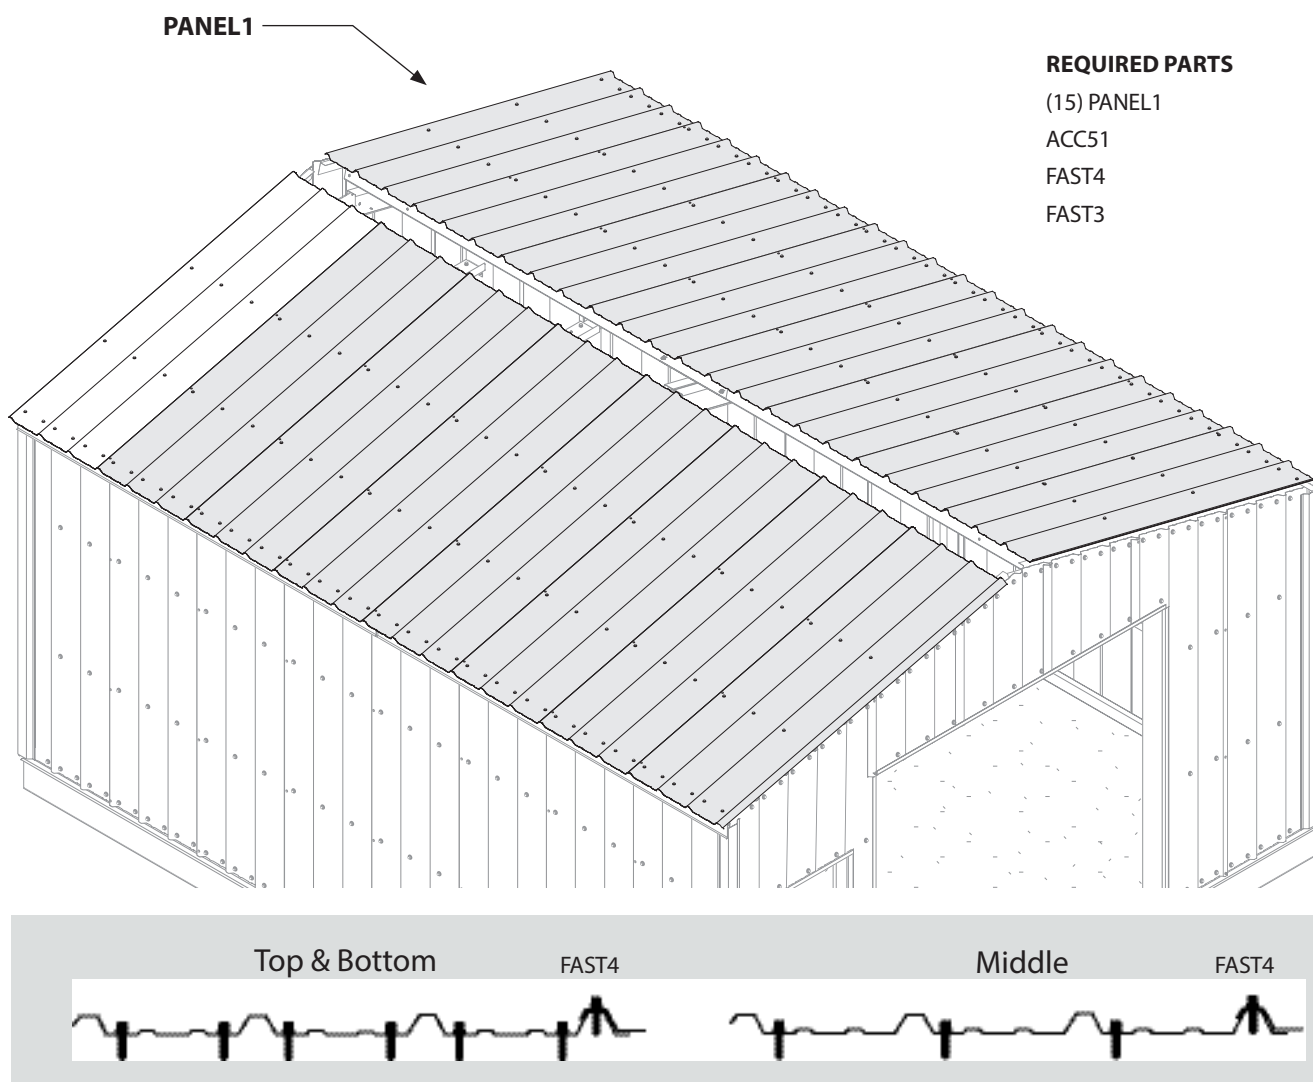 PANEL1
REQUIRED PARTS
(15) PANEL1
ACC51
FAST4
FAST3
Top & Bottom
FAST4
Middle
FAST4